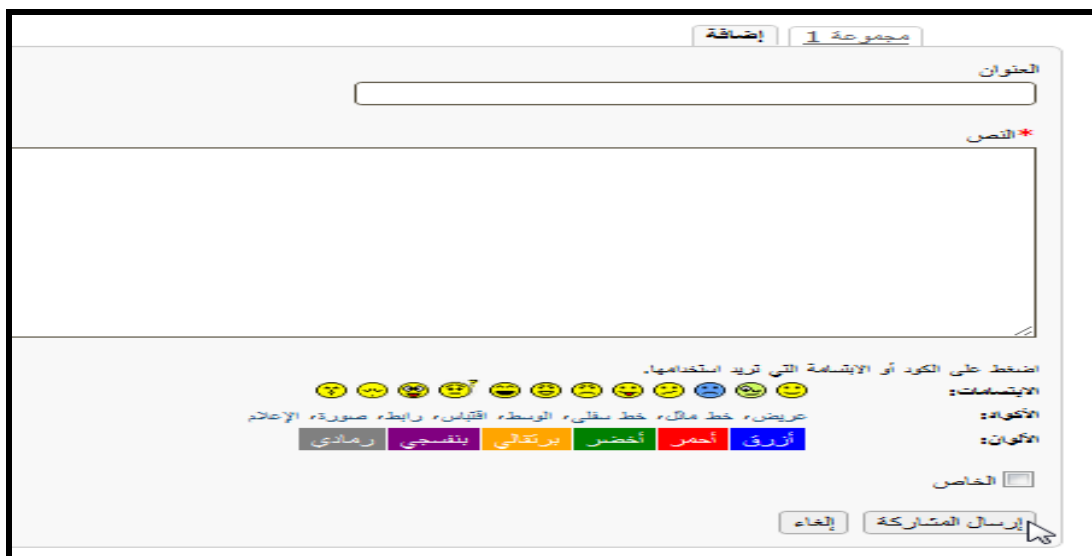 مجموعة 1 إضافة
العنوان
*النص
اضغط على الكود أو الابتسامة التي تريد استخدامها.
الابتسامات:
الأكواد: عريض، خط مائل، خط سفلي، الوسط، اقتباس، رابط، صورة، الإعلام
الألوان: أزرق أحمر أخضر برتقالي بنفسجي رمادي
الخاص
إرسال المشاركة إلغاء